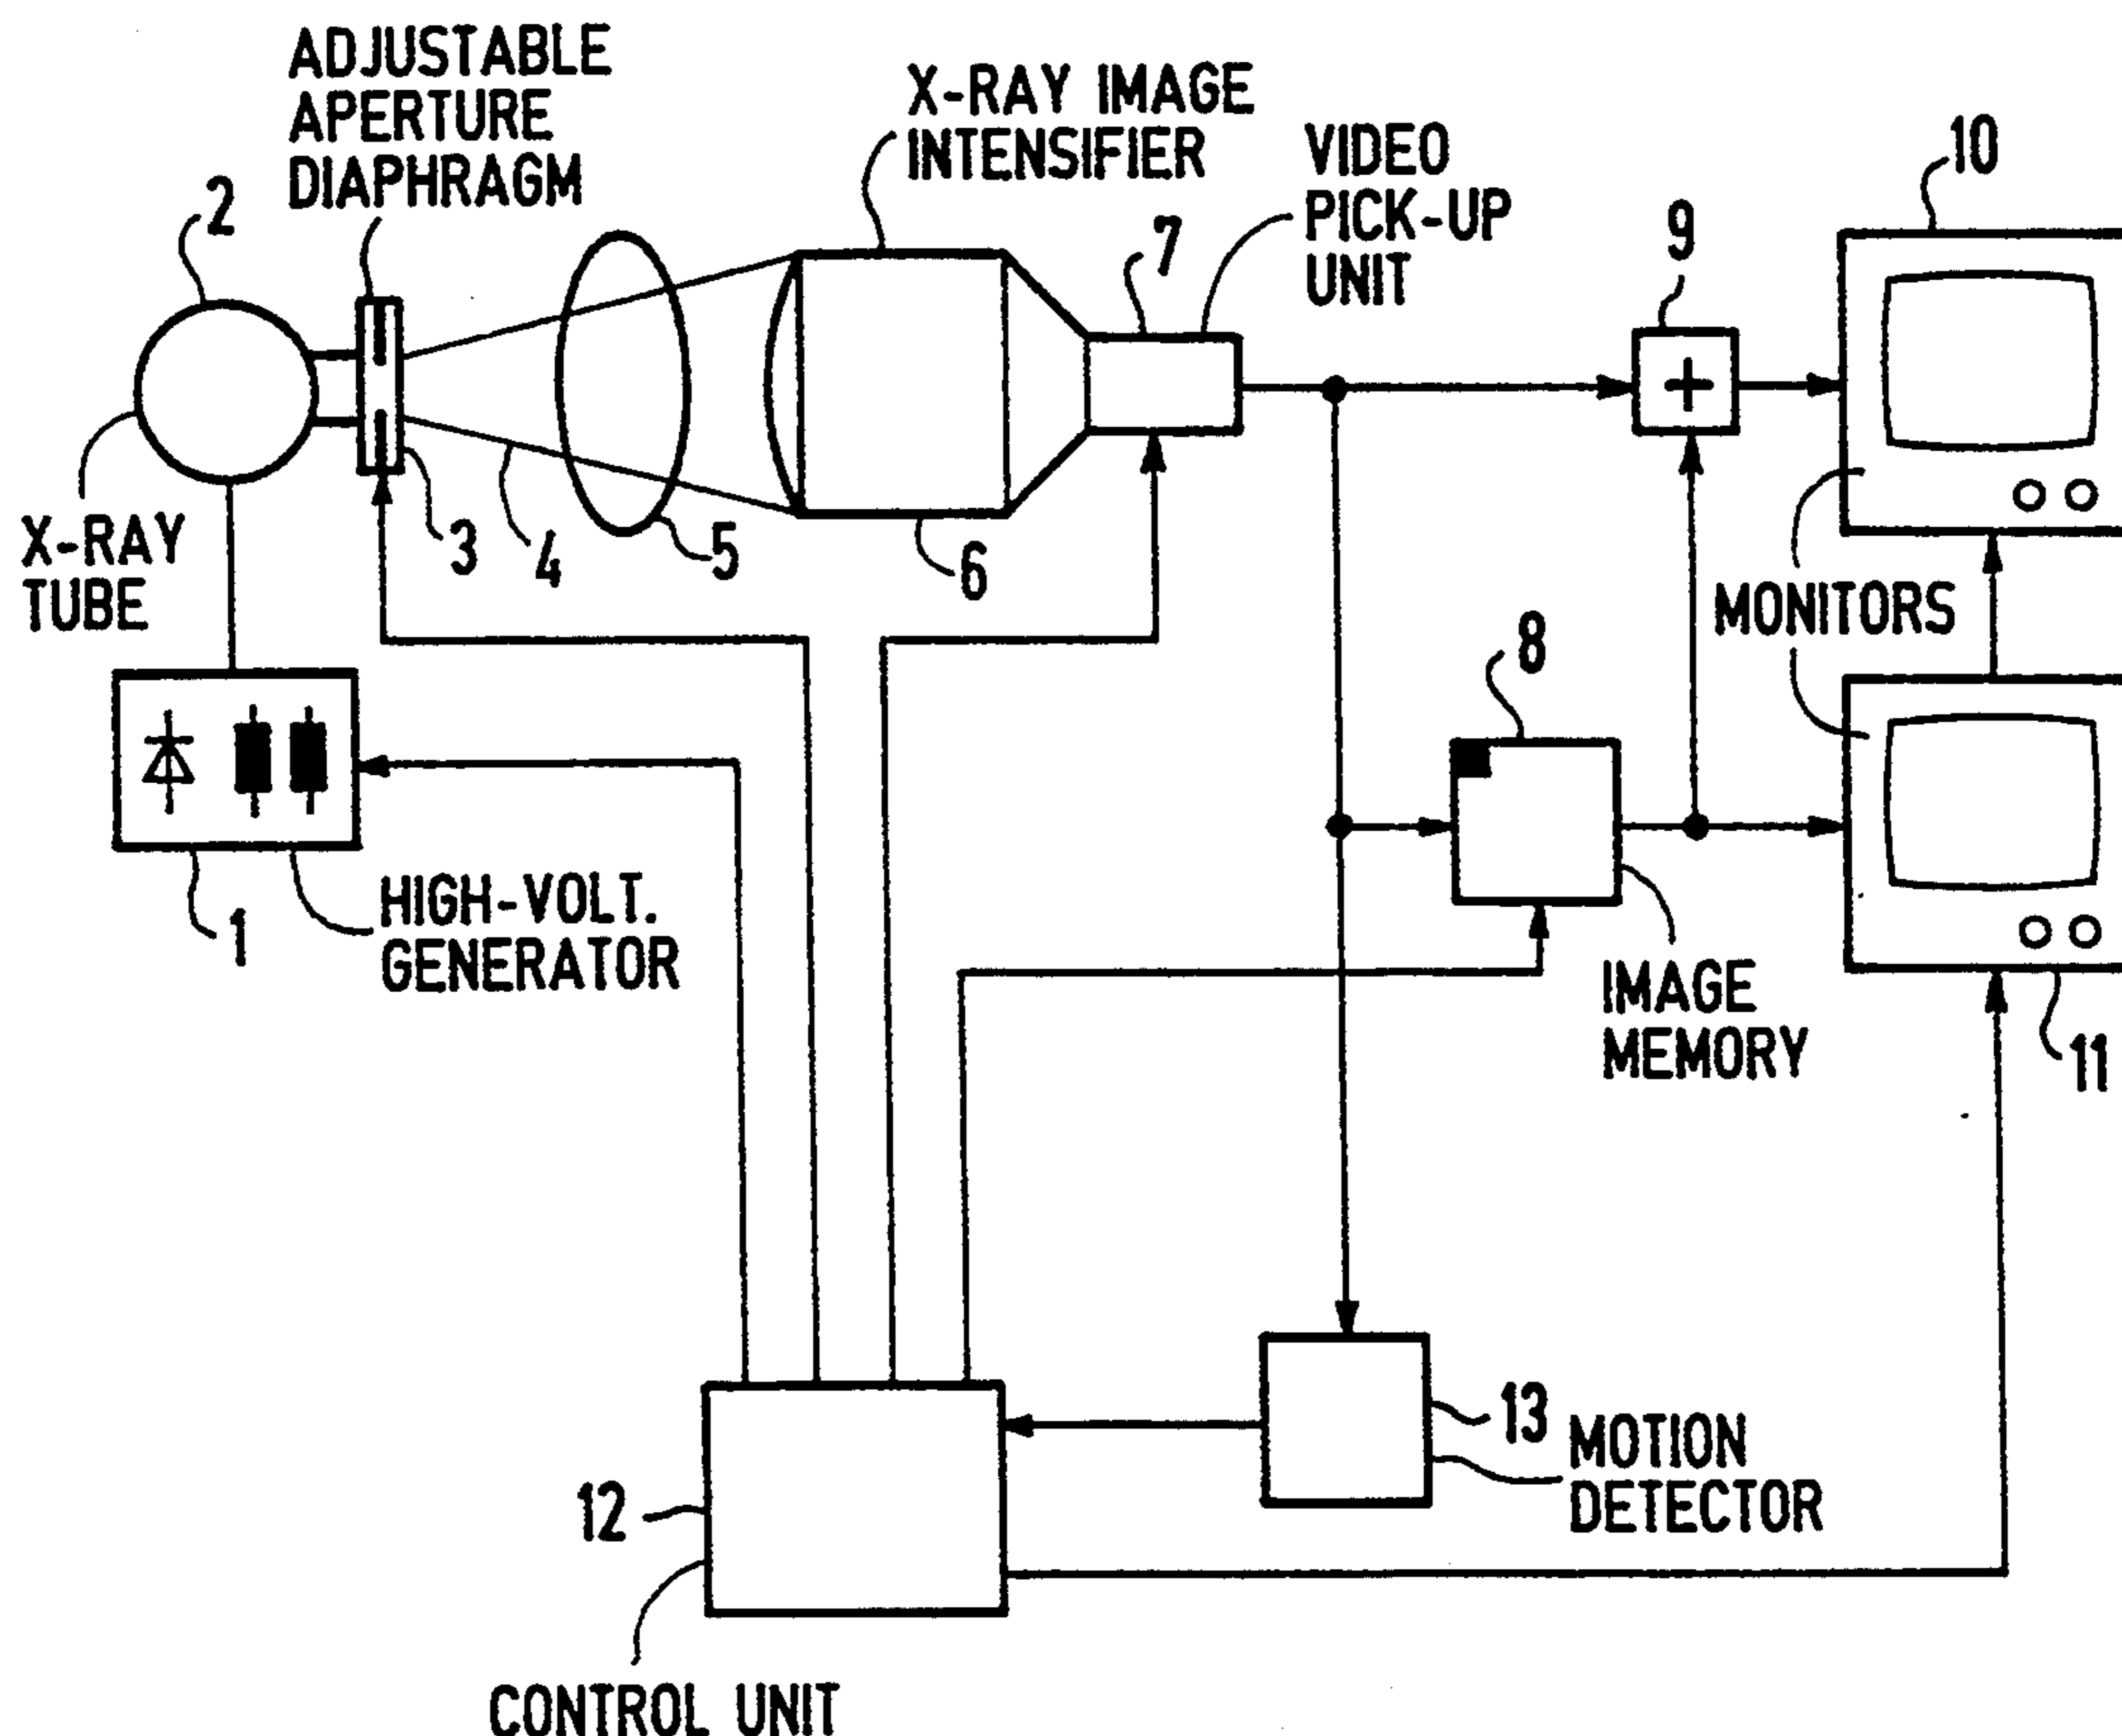 ADJUSTABLE
APERTURE
DIAPHRAGM
X-RAY IMAGE
INTENSIFIER
VIDEO
PICK-UP
UNIT
10
2
7
9
X-RAY
TUBE
3
4
5
6
MONITORS
8
+
1
HIGH-VOLT.
GENERATOR
IMAGE
MEMORY
11
13
MOTION
DETECTOR
12
CONTROL UNIT